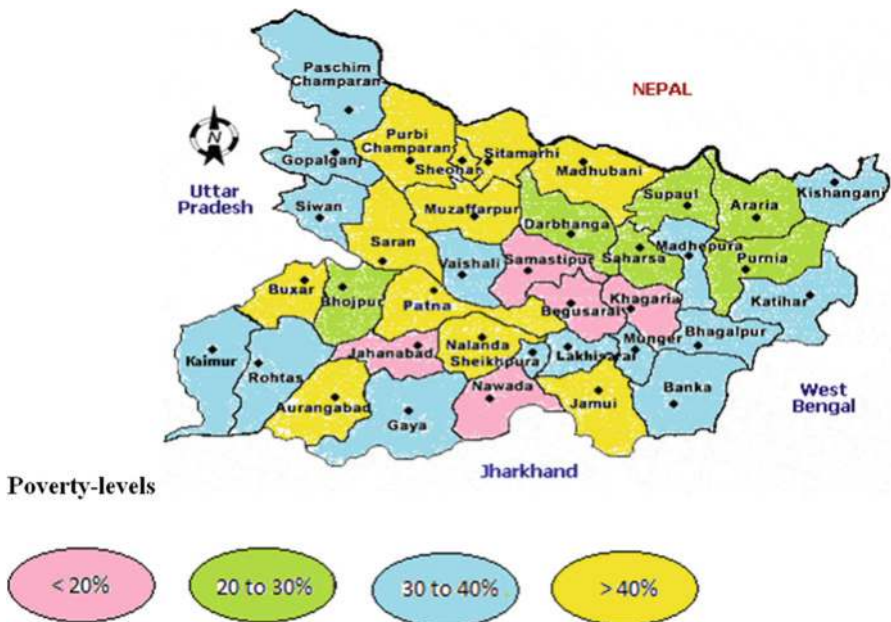 Paschim
Champaran
NEPAL
N
Gopalganj
Purbi
Champaran
Sheohar
Sitamarhi
Madhubani
Uttar
Pradesh
Siwan
Muzaffarpur
Darbhanga
Supaul
Araria
Kishanganj
Saran
Vaishali
Samastipur
Saharsa
Madhepura
Purnia
Buxar
Bhojpur
Patna
Begusarai
Khagaria
Katihar
Kaimur
Rohtas
Jahanabad
Nalanda
Sheikhpura
Lakhisarai
Munger
Bhagalpur
Aurangabad
Gaya
Nawada
Jamui
Banka
West
Bengal
Jharkhand
Poverty-levels
< 20%
20 to 30%
30 to 40%
> 40%